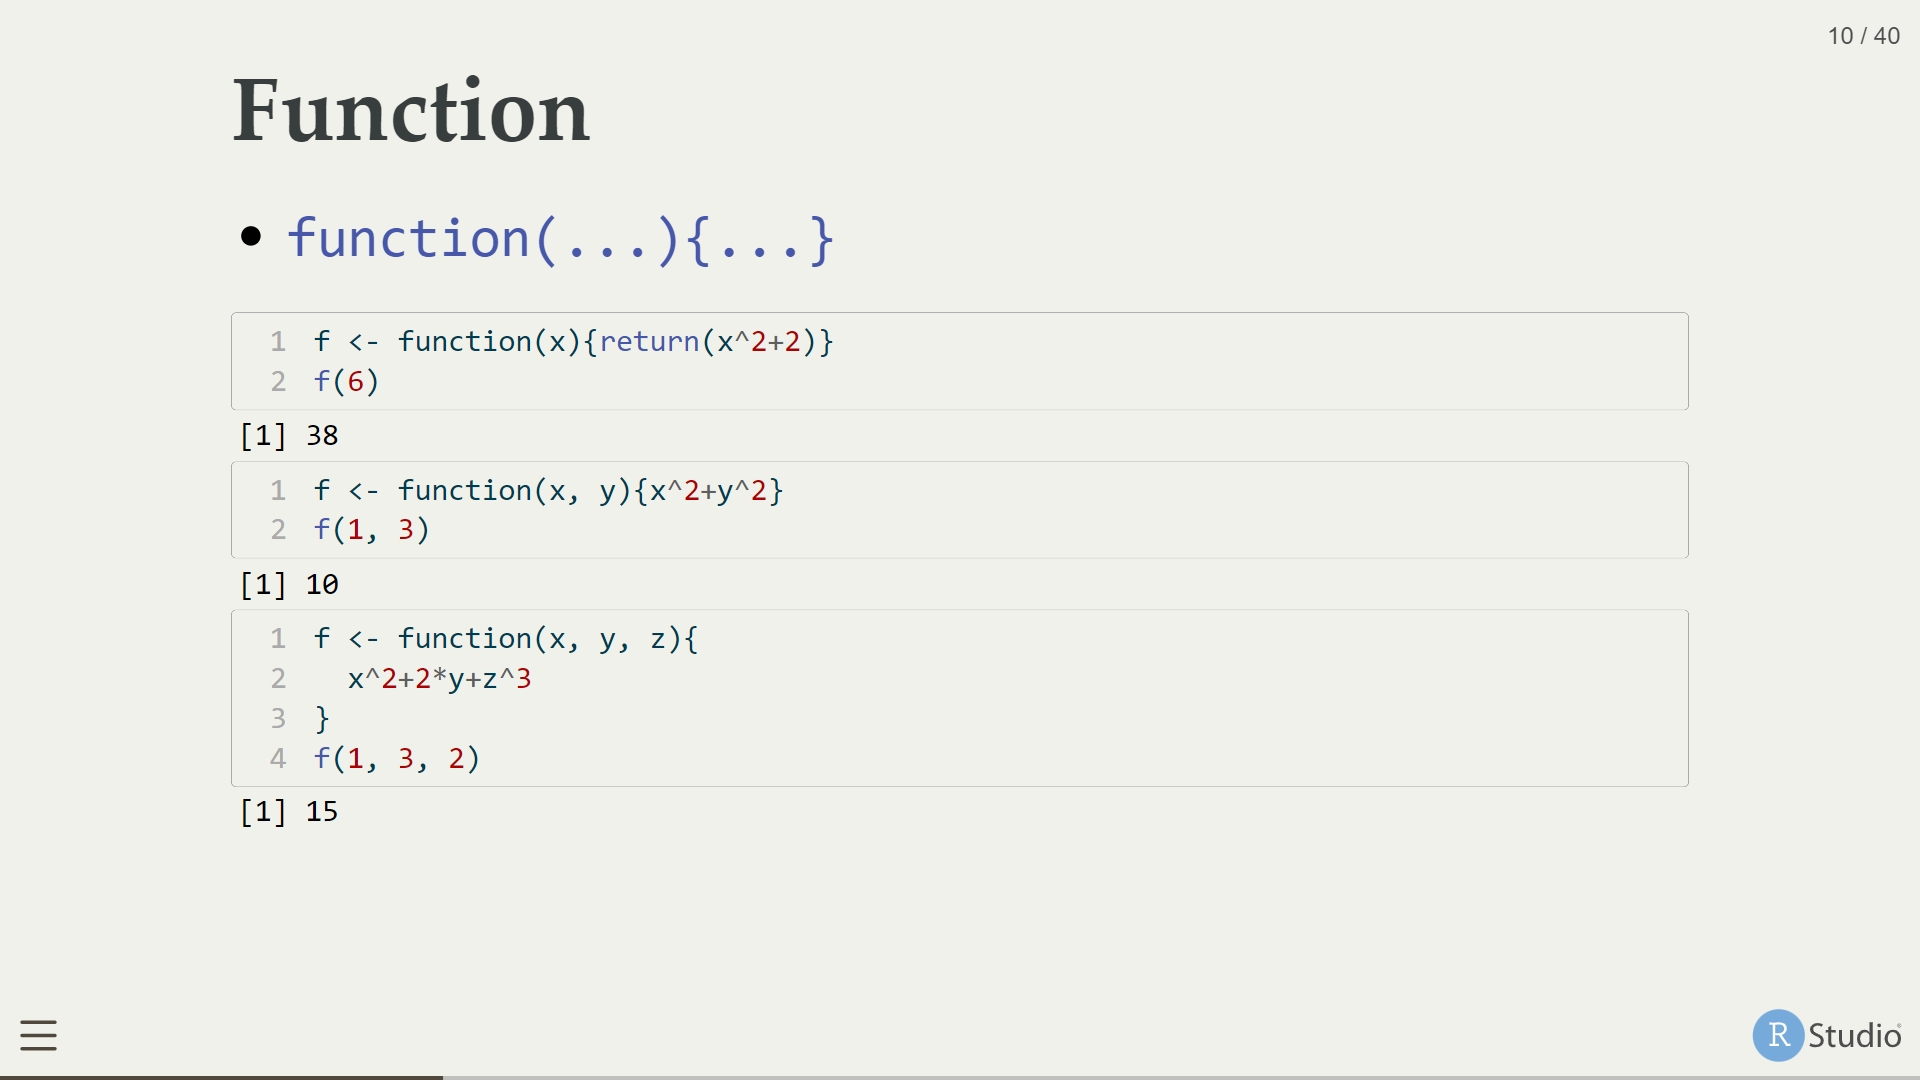 10 / 40
Function
• function(...){...}
1 f <- function(x){return(x^2+2)}
2 f(6)
[1] 38
1 f <- function(x, y){x^2+y^2}
2 f(1, 3)
[1] 10
1 f <- function(x, y, z){
2   x^2+2*y+z^3
3 }
4 f(1, 3, 2)
[1] 15
R Studio